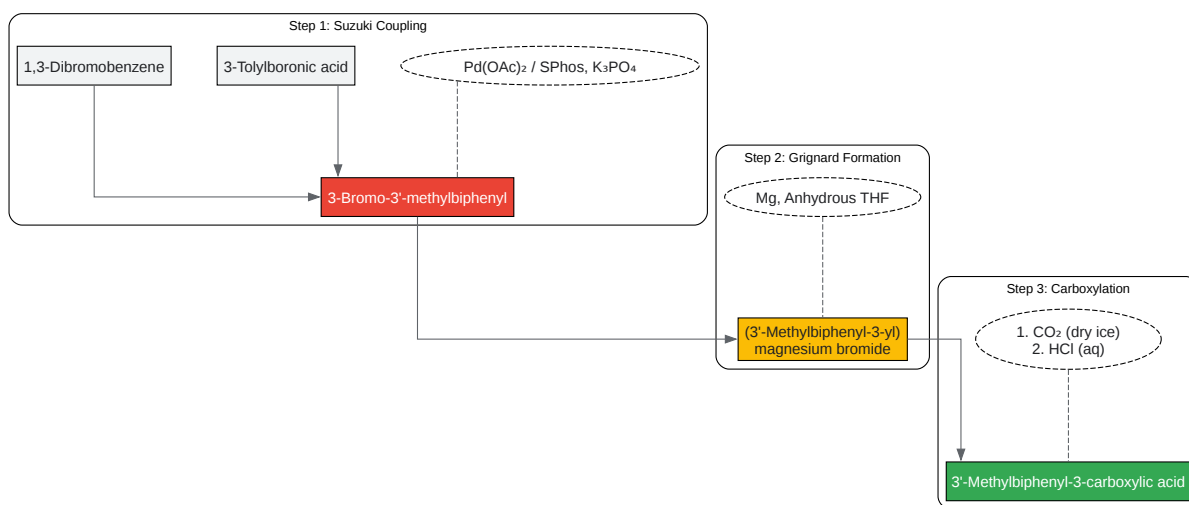 Step 1: Suzuki Coupling
1,3-Dibromobenzene
3-Tolylboronic acid
Pd(OAc)₂ / SPhos, K₃PO₄
3-Bromo-3'-methylbiphenyl
Step 2: Grignard Formation
Mg, Anhydrous THF
(3'-Methylbiphenyl-3-yl)
magnesium bromide
Step 3: Carboxylation
1. CO₂ (dry ice)
2. HCl (aq)
3'-Methylbiphenyl-3-carboxylic acid